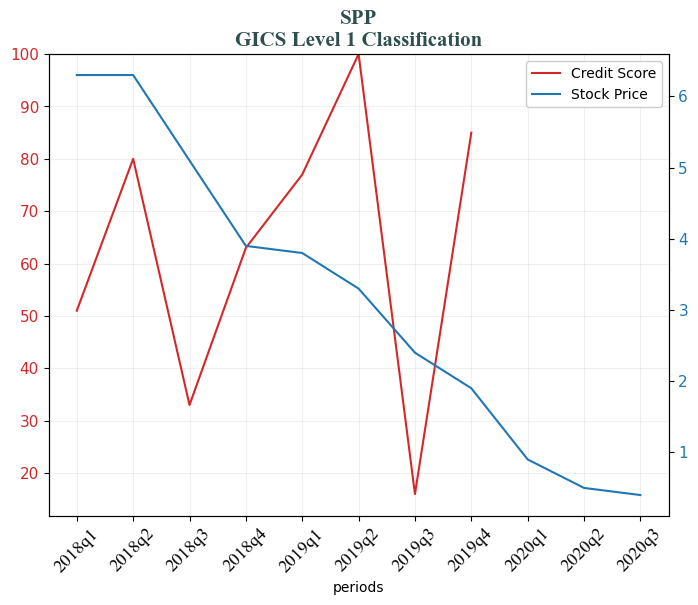 SPP
GICS Level 1 Classification
Credit Score
Stock Price
100
90
80
70
60
50
40
30
20
6
5
4
3
2
1
2018q1
2018q2
2018q3
2018q4
2019q1
2019q2
2019q3
2019q4
2020q1
2020q2
2020q3
periods